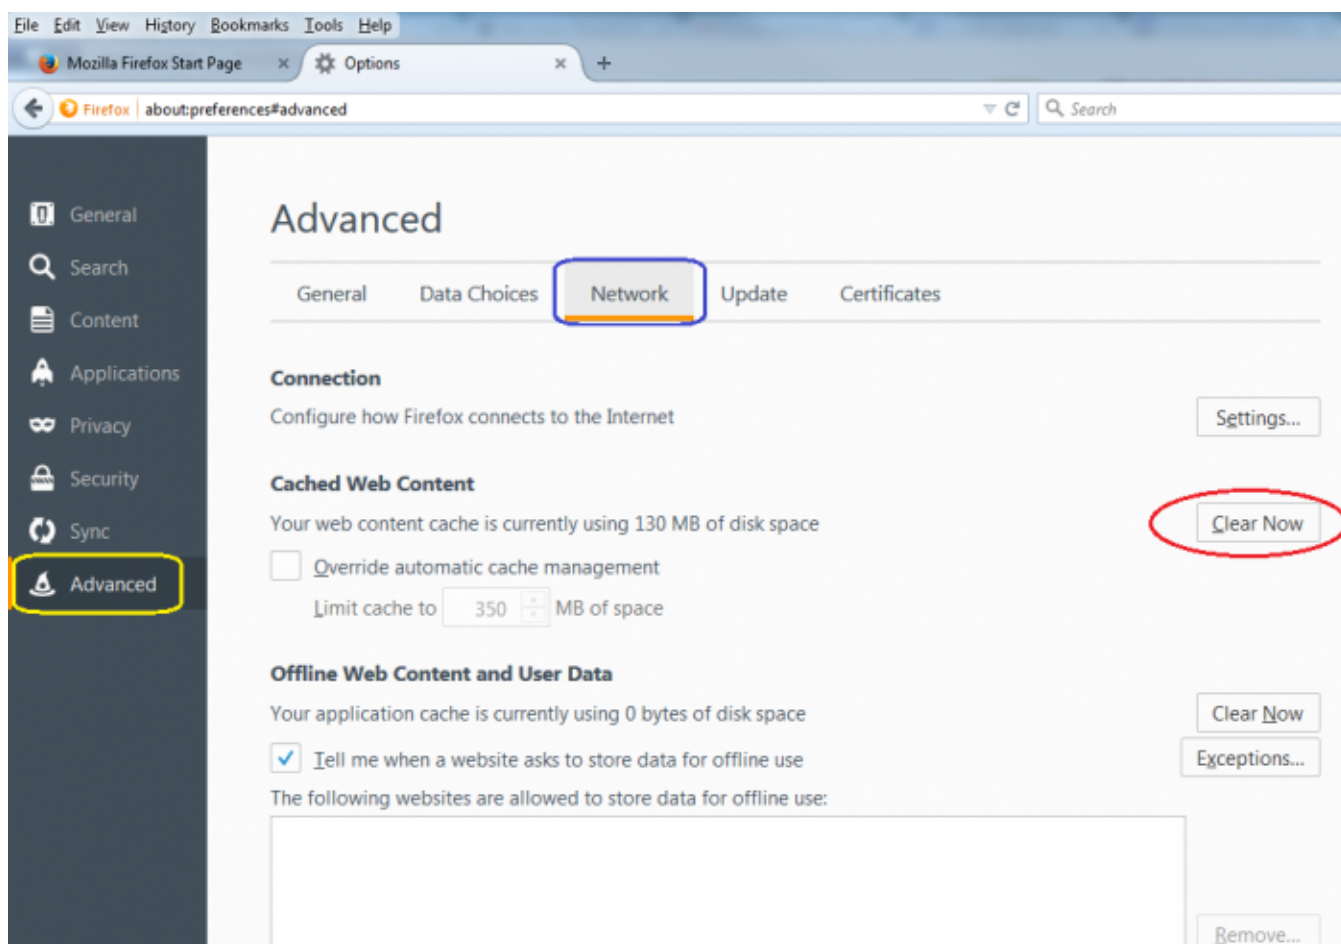 File Edit View History Bookmarks Tools Help
Mozilla Firefox Start Page × Options × +
Firefox about:preferences#advanced Search
General
Search
Content
Applications
Privacy
Security
Sync
Advanced
Advanced
General Data Choices Network Update Certificates
Connection
Configure how Firefox connects to the Internet Settings...
Cached Web Content
Your web content cache is currently using 130 MB of disk space Clear Now
Override automatic cache management
Limit cache to 350 MB of space
Offline Web Content and User Data
Your application cache is currently using 0 bytes of disk space Clear Now
Tell me when a website asks to store data for offline use Exceptions...
The following websites are allowed to store data for offline use:
Remove...